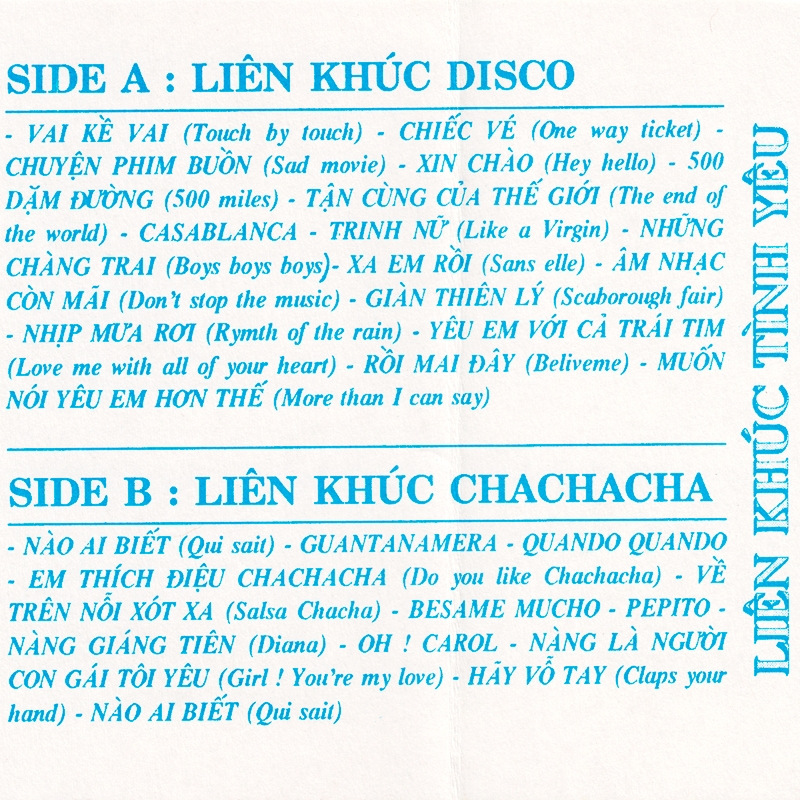 SIDE A : LIÊN KHÚC DISCO
- VAI KỀ VAI (Touch by touch) - CHIẾC VÉ (One way ticket) -
CHUYỆN PHIM BUỒN (Sad movie) - XIN CHÀO (Hey hello) - 500
DẶM ĐƯỜNG (500 miles) - TẬN CÙNG CỦA THẾ GIỚI (The end of
the world) - CASABLANCA - TRINH NỮ (Like a Virgin) - NHỮNG
CHÀNG TRAI (Boys boys boys)- XA EM RỒI (Sans elle) - ÂM NHẠC
CÒN MÃI (Don't stop the music) - GIÀN THIÊN LÝ (Scaborough fair)
- NHỊP MƯA RƠI (Rymth of the rain) - YÊU EM VỚI CẢ TRÁI TIM
(Love me with all of your heart) - RỒI MAI ĐÂY (Beliveme) - MUỐN
NÓI YÊU EM HƠN THẾ (More than I can say)
SIDE B : LIÊN KHÚC CHACHACHA
- NÀO AI BIẾT (Qui sait) - GUANTANAMERA - QUANDO QUANDO
- EM THÍCH ĐIỆU CHACHACHA (Do you like Chachacha) - VỀ
TRÊN NỖI XÓT XA (Salsa Chacha) - BESAME MUCHO - PEPITO -
NÀNG GIÁNG TIÊN (Diana) - OH ! CAROL - NÀNG LÀ NGƯỜI
CON GÁI TÔI YÊU (Girl ! You're my love) - HÃY VỖ TAY (Claps your
hand) - NÀO AI BIẾT (Qui sait)
LIÊN KHÚC TÌNH YÊU